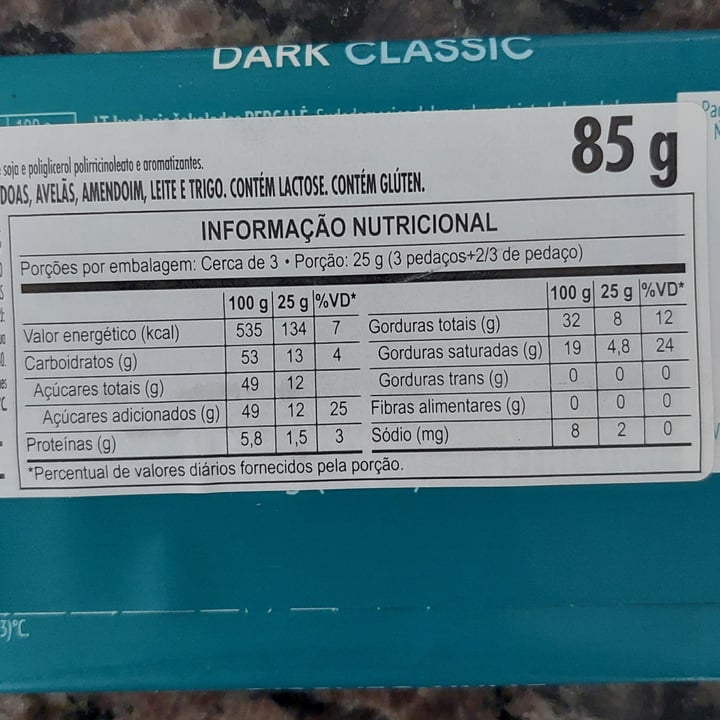 DARK CLASSIC
85 g
soja e poliglicerol polirricinoleato e aromatizantes.
DOAS, AVELÃS, AMENDOIM, LEITE E TRIGO. CONTÉM LACTOSE. CONTÉM GLÚTEN.
INFORMAÇÃO NUTRICIONAL
Porções por embalagem: Cerca de 3 • Porção: 25 g (3 pedaços+2/3 de pedaço)
100 g 25 g %VD*
Valor energético (kcal) 535 134 7
Carboidratos (g) 53 13 4
Açúcares totais (g) 49 12
Açúcares adicionados (g) 49 12 25
Proteínas (g) 5,8 1,5 3
100 g 25 g %VD*
Gorduras totais (g) 32 8 12
Gorduras saturadas (g) 19 4,8 24
Gorduras trans (g) 0 0 0
Fibras alimentares (g) 0 0 0
Sódio (mg) 8 2 0
*Percentual de valores diários fornecidos pela porção.
3)°C